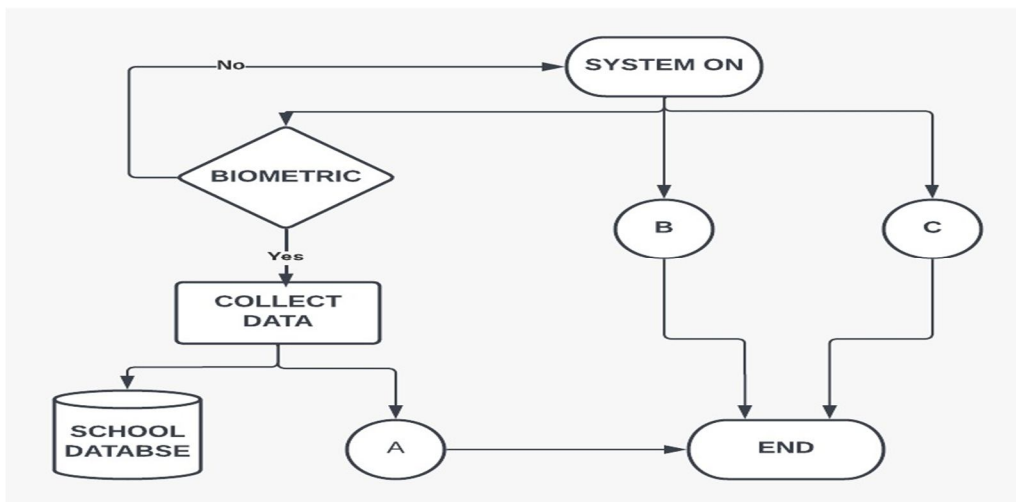 No
SYSTEM ON
BIOMETRIC
B
C
Yes
COLLECT
DATA
SCHOOL
DATABSE
A
END